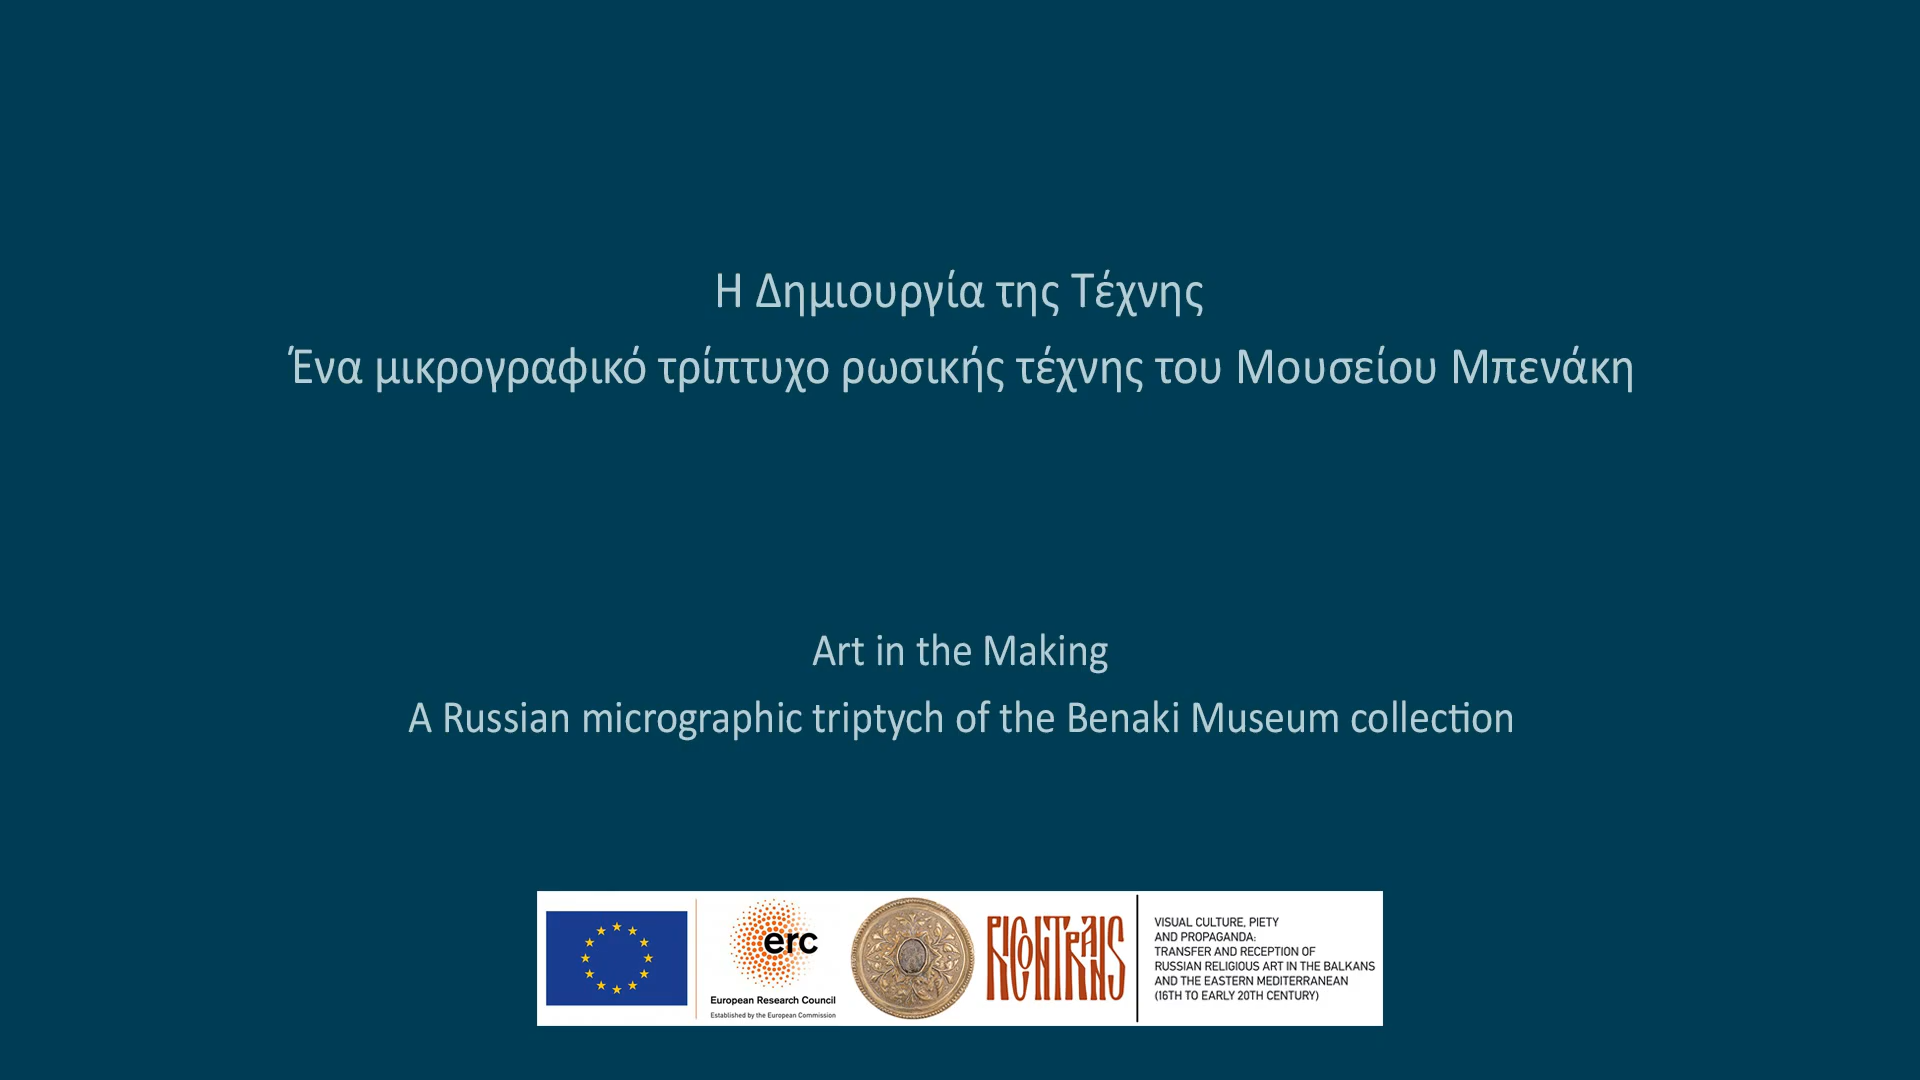 Η Δημιουργία της Τέχνης
Ένα μικρογραφικό τρίπτυχο ρωσικής τέχνης του Μουσείου Μπενάκη
Art in the Making
A Russian micrographic triptych of the Benaki Museum collection
erc
European Research Council
Established by the European Commission
RICONTRANS
VISUAL CULTURE, PIETY
AND PROPAGANDA:
TRANSFER AND RECEPTION OF
RUSSIAN RELIGIOUS ART IN THE BALKANS
AND THE EASTERN MEDITERRANEAN
(16TH TO EARLY 20TH CENTURY)